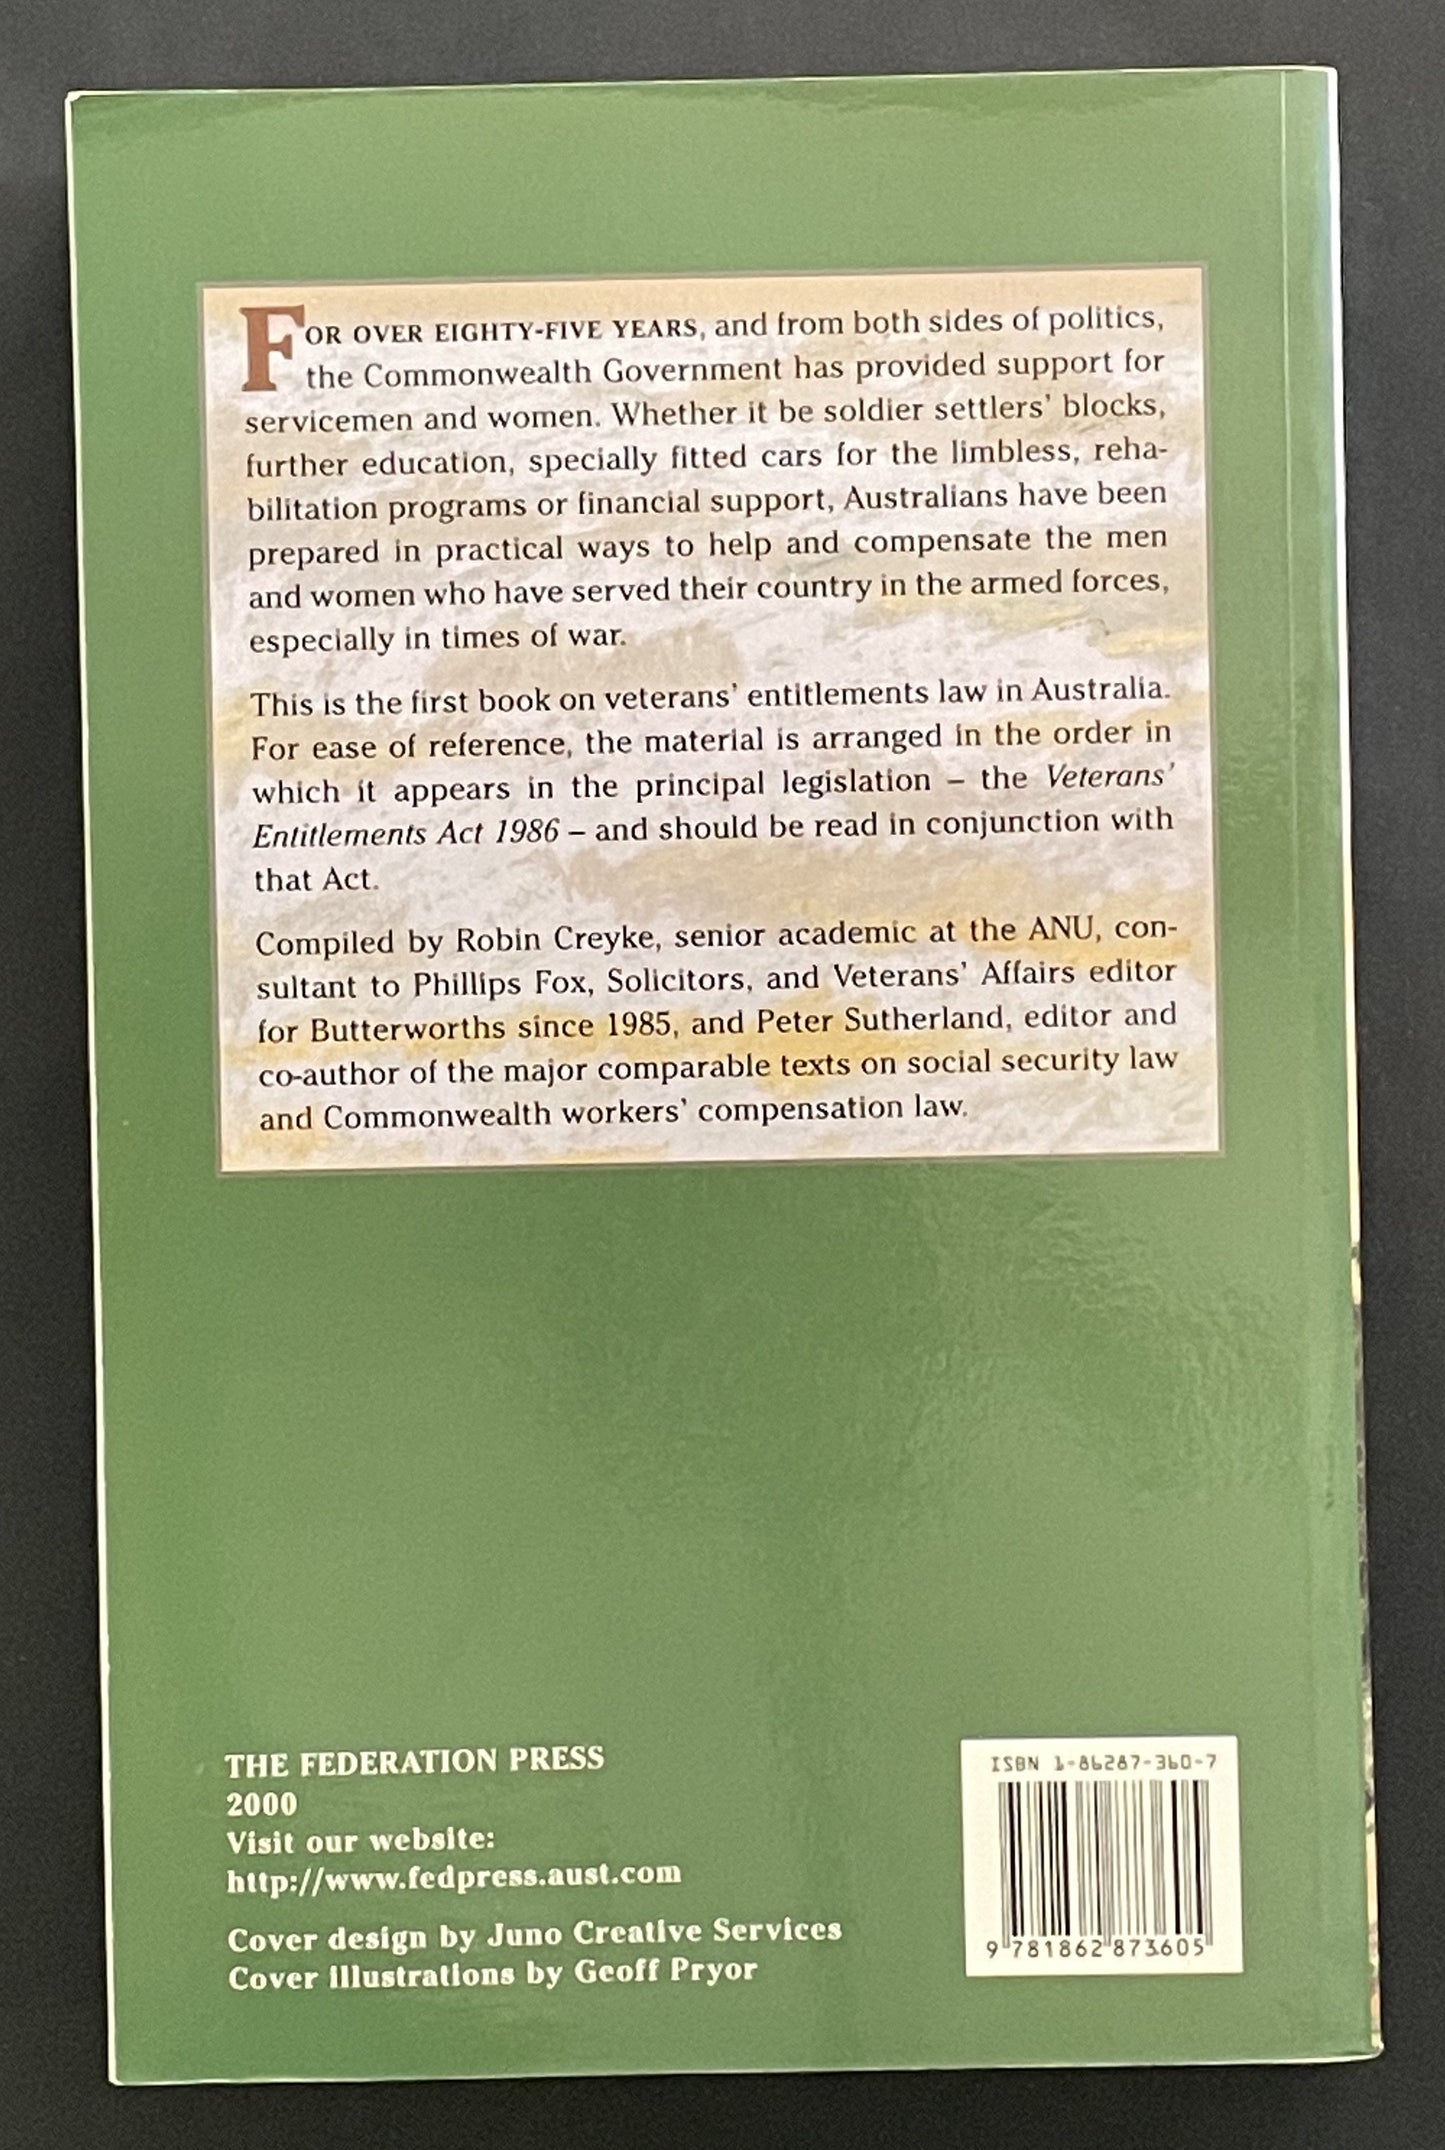 FOR OVER EIGHTY-FIVE YEARS, and from both sides of politics,
the Commonwealth Government has provided support for
servicemen and women. Whether it be soldier settlers' blocks,
further education, specially fitted cars for the limbless, reha-
bilitation programs or financial support, Australians have been
prepared in practical ways to help and compensate the men
and women who have served their country in the armed forces,
especially in times of war.
This is the first book on veterans' entitlements law in Australia.
For ease of reference, the material is arranged in the order in
which it appears in the principal legislation – the Veterans'
Entitlements Act 1986 – and should be read in conjunction with
that Act.
Compiled by Robin Creyke, senior academic at the ANU, con-
sultant to Phillips Fox, Solicitors, and Veterans' Affairs editor
for Butterworths since 1985, and Peter Sutherland, editor and
co-author of the major comparable texts on social security law
and Commonwealth workers' compensation law.
THE FEDERATION PRESS
2000
Visit our website:
http://www.fedpress.aust.com
Cover design by Juno Creative Services
Cover illustrations by Geoff Pryor
ISBN 1-86287-360-7
9 781862 873605